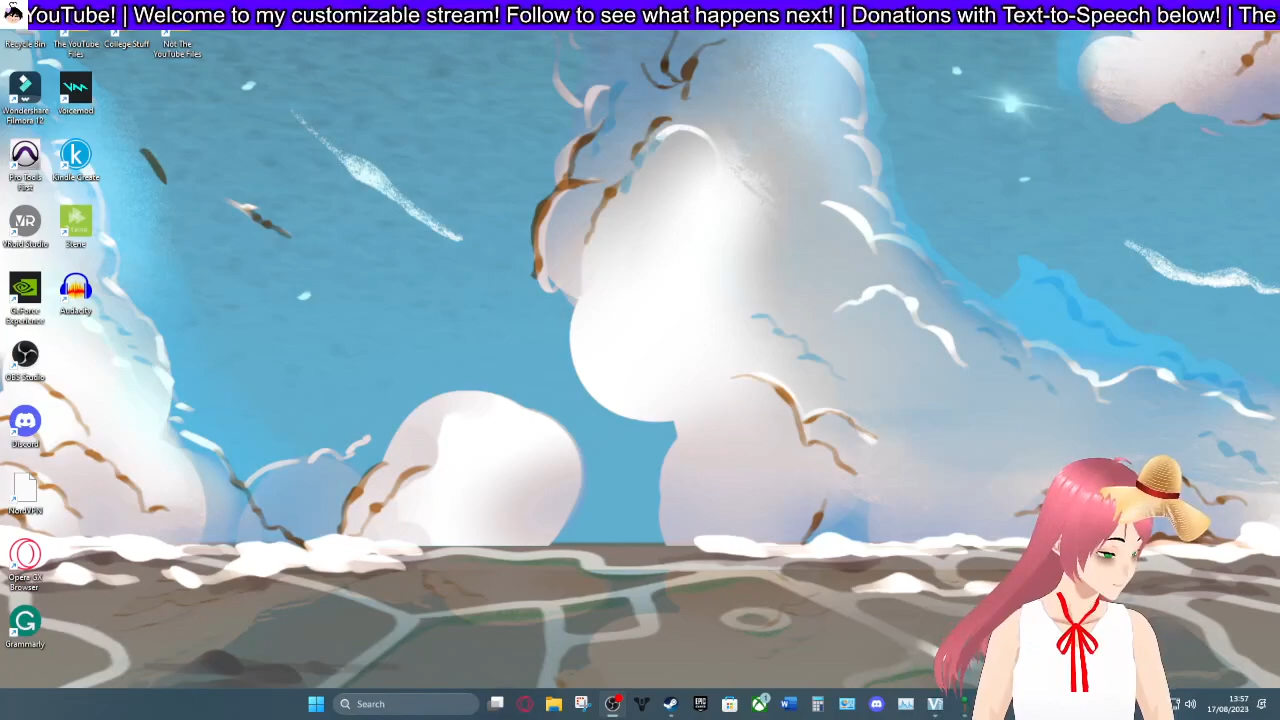 YouTube! | Welcome to my customizable stream! Follow to see what happens next! | Donations with Text-to-Speech below! | The
Recycle Bin
The YouTube Files
College Stuff
Not The YouTube Files
Wondershare Filmora 12
Voicemod
Pro Tools First
Kindle Create
VRoid Studio
3tene
GeForce Experience
Audacity
OBS Studio
Discord
NordVPN
Opera GX Browser
Grammarly
Search
13:57
17/08/2023